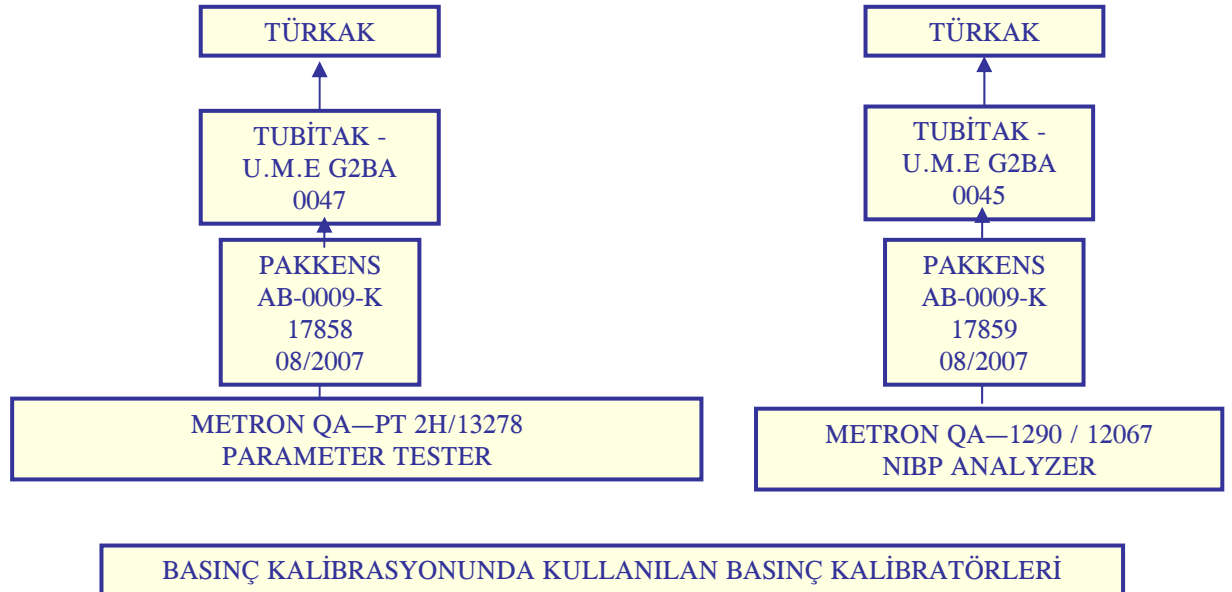 TÜRKAK
TUBİTAK -
U.M.E G2BA
0047
PAKKENS
AB-0009-K
17858
08/2007
METRON QA—PT 2H/13278
PARAMETER TESTER
TÜRKAK
TUBİTAK -
U.M.E G2BA
0045
PAKKENS
AB-0009-K
17859
08/2007
METRON QA—1290 / 12067
NIBP ANALYZER
BASINÇ KALİBRASYONUNDA KULLANILAN BASINÇ KALİBRATÖRLERİ